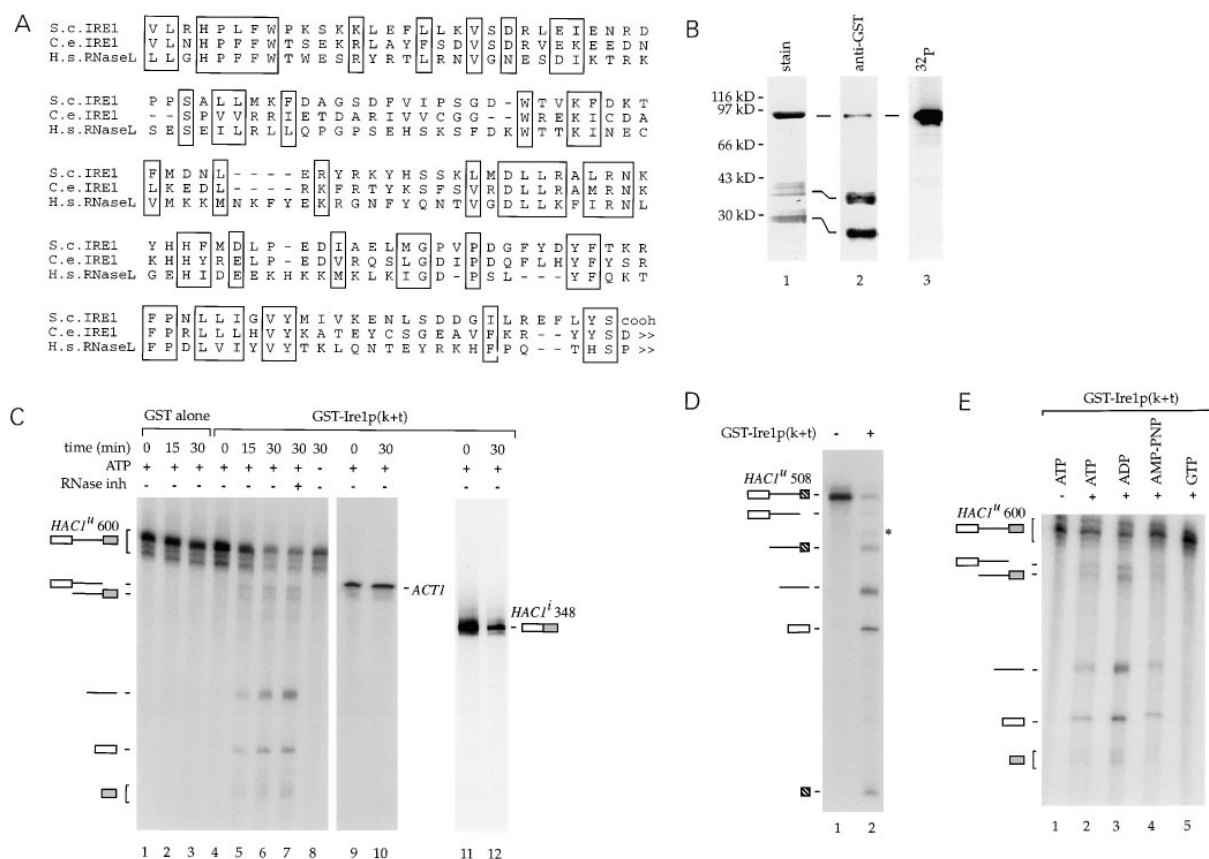 A
S.c.IRE1 V L R H P L F W P K S K K L E F L L K V S D R L E I E N R D
C.e.IRE1 V L N H P F F W T S E K R L A Y F S D V S D R V E K E E D N
H.s.RNaseL L L G H P F F W T W E S R Y R T L R N V G N E S D I K T R K
S.c.IRE1 P P S A L L M K F D A G S D F V I P S G D - W T V K F D K T
C.e.IRE1 - - S P V V R R I E T D A R I V V C G G - W R E K I C D A
H.s.RNaseL S E S E I L R L L Q P G P S E H S K S F D K W T T K I N E C
S.c.IRE1 F M D N L - - - - E R Y R K Y H S S K L M D L L R A L R N K
C.e.IRE1 L K E D L - - - - R K F R T Y K S F S V R D L L R A M R N K
H.s.RNaseL V M K K M N K F Y E K R G N F Y Q N T V G D L L K F I R N L
S.c.IRE1 Y H H F M D L P - E D I A E L M G P V P D G F Y D Y F T K R
C.e.IRE1 K H H Y R E L P - E D V R Q S L G D I P D Q F L H Y F Y S R
H.s.RNaseL G E H I D E E K H K K M K L K I G D - P S L - - Y F Q K T
S.c.IRE1 F P N L L I G V Y M I V K E N L S D D G I L R E F L Y S cooh
C.e.IRE1 F P R L L L H V Y K A T E Y C S G E A V F K R - - Y Y S D >>
H.s.RNaseL F P D L V I Y V Y T K L Q N T E Y R K H F P Q - - T H S P >>
B
stain anti-GST 32P
116 kD
97 kD
66 kD
43 kD
30 kD
1 2 3
C
GST alone GST-Ire1p(k+t)
time (min) 0 15 30 0 15 30 30 30 0 30 0 30
ATP + + + + + + + - + + + +
RNase inh - - - - - - + - - - - -
HAC1u 600
ACT1
HAC1i 348
1 2 3 4 5 6 7 8 9 10 11 12
D
GST-Ire1p(k+t) - +
HAC1u 508
*
1 2
E
GST-Ire1p(k+t)
- ATP + ATP + ADP + AMP-PNP + GTP
HAC1u 600
1 2 3 4 5